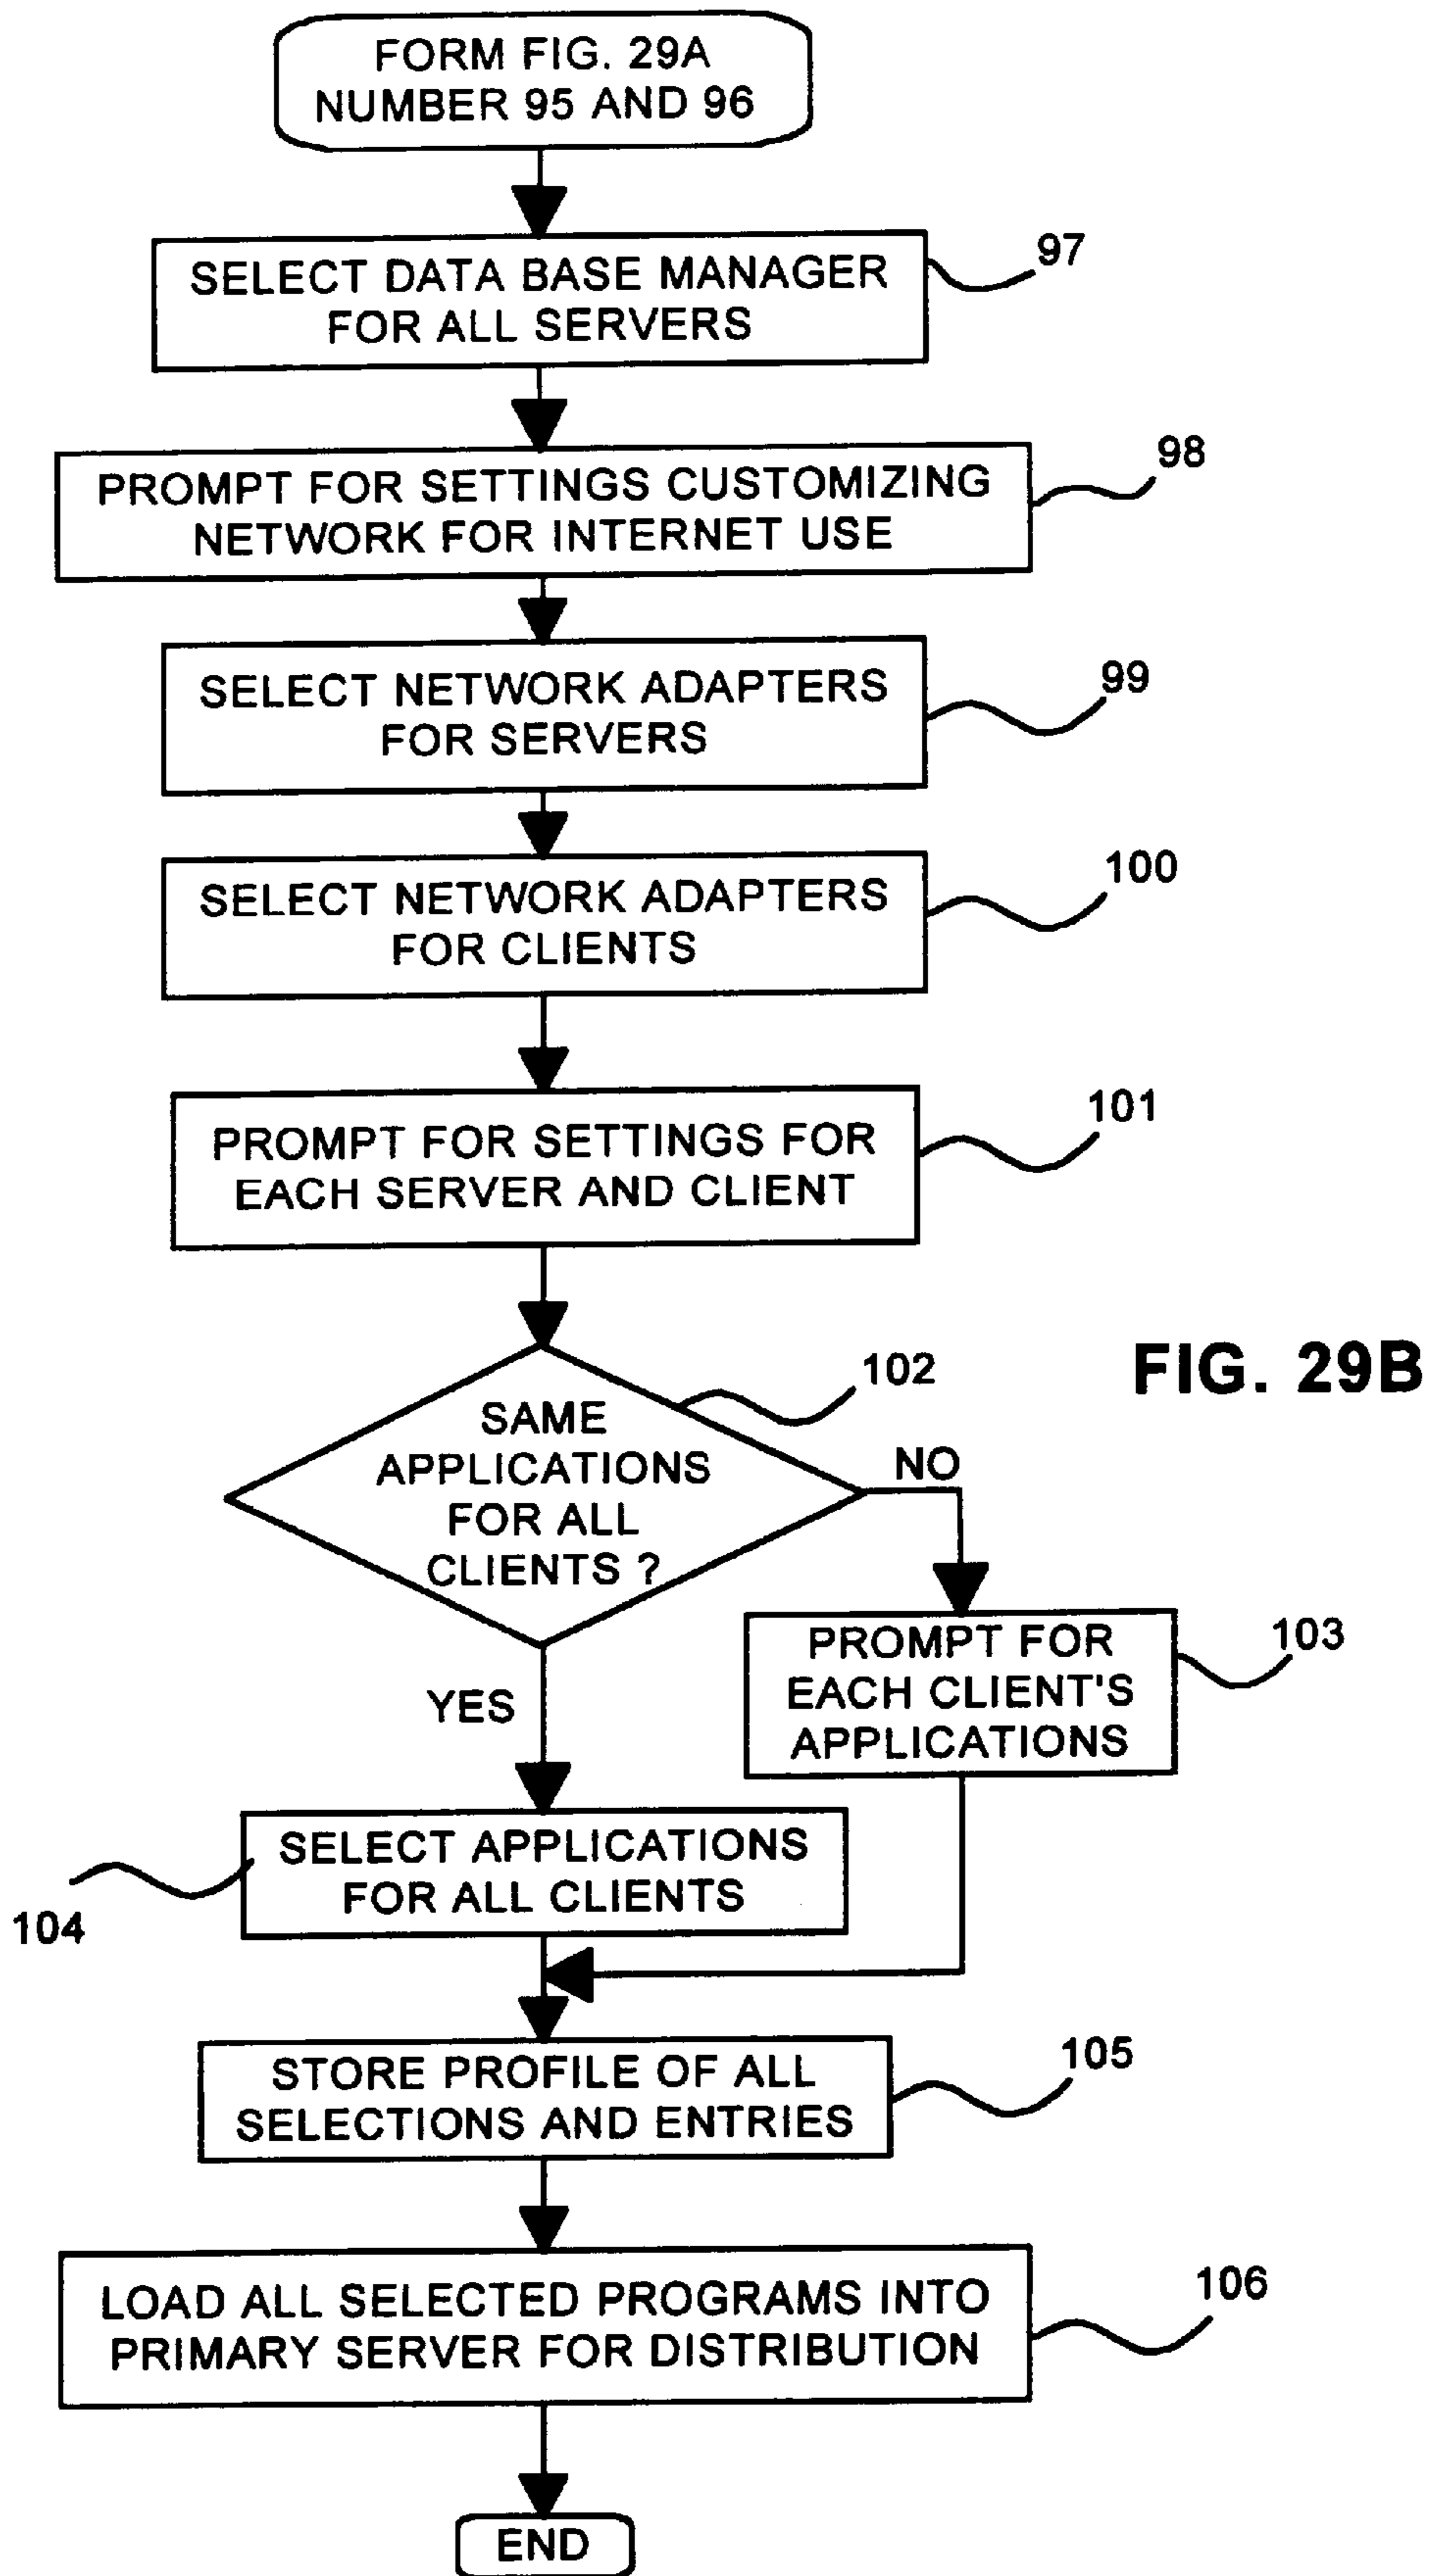 FORM FIG. 29A
NUMBER 95 AND 96
SELECT DATA BASE MANAGER
FOR ALL SERVERS
97
PROMPT FOR SETTINGS CUSTOMIZING
NETWORK FOR INTERNET USE
98
SELECT NETWORK ADAPTERS
FOR SERVERS
99
SELECT NETWORK ADAPTERS
FOR CLIENTS
100
PROMPT FOR SETTINGS FOR
EACH SERVER AND CLIENT
101
FIG. 29B
SAME
APPLICATIONS
FOR ALL
CLIENTS ?
102
NO
PROMPT FOR
EACH CLIENT'S
APPLICATIONS
103
YES
SELECT APPLICATIONS
FOR ALL CLIENTS
104
STORE PROFILE OF ALL
SELECTIONS AND ENTRIES
105
LOAD ALL SELECTED PROGRAMS INTO
PRIMARY SERVER FOR DISTRIBUTION
106
END